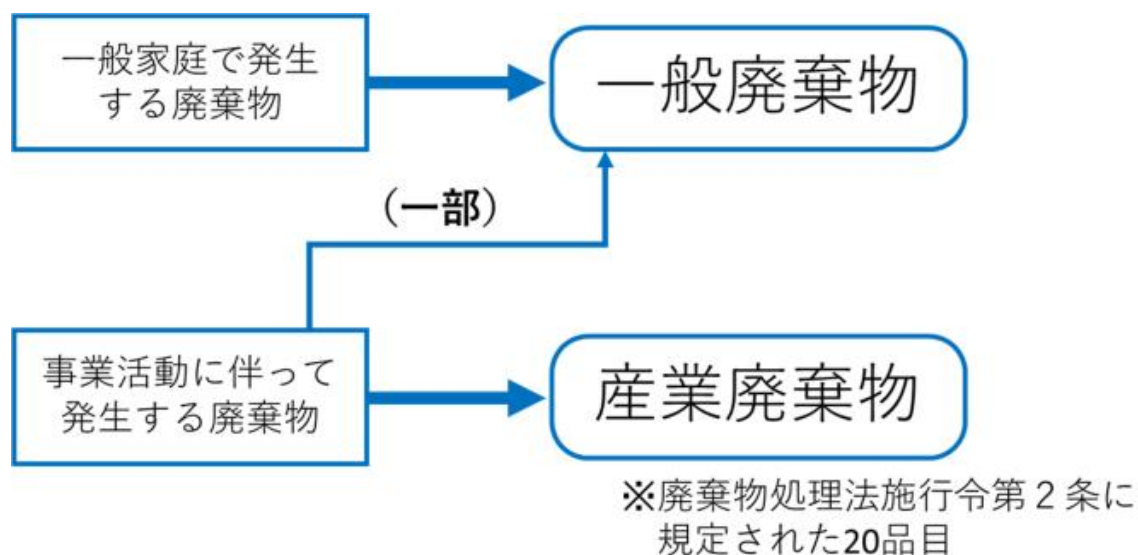 一般家庭で発生
する廃棄物
一般廃棄物
（一部）
事業活動に伴って
発生する廃棄物
産業廃棄物
※廃棄物処理法施行令第２条に
規定された20品目